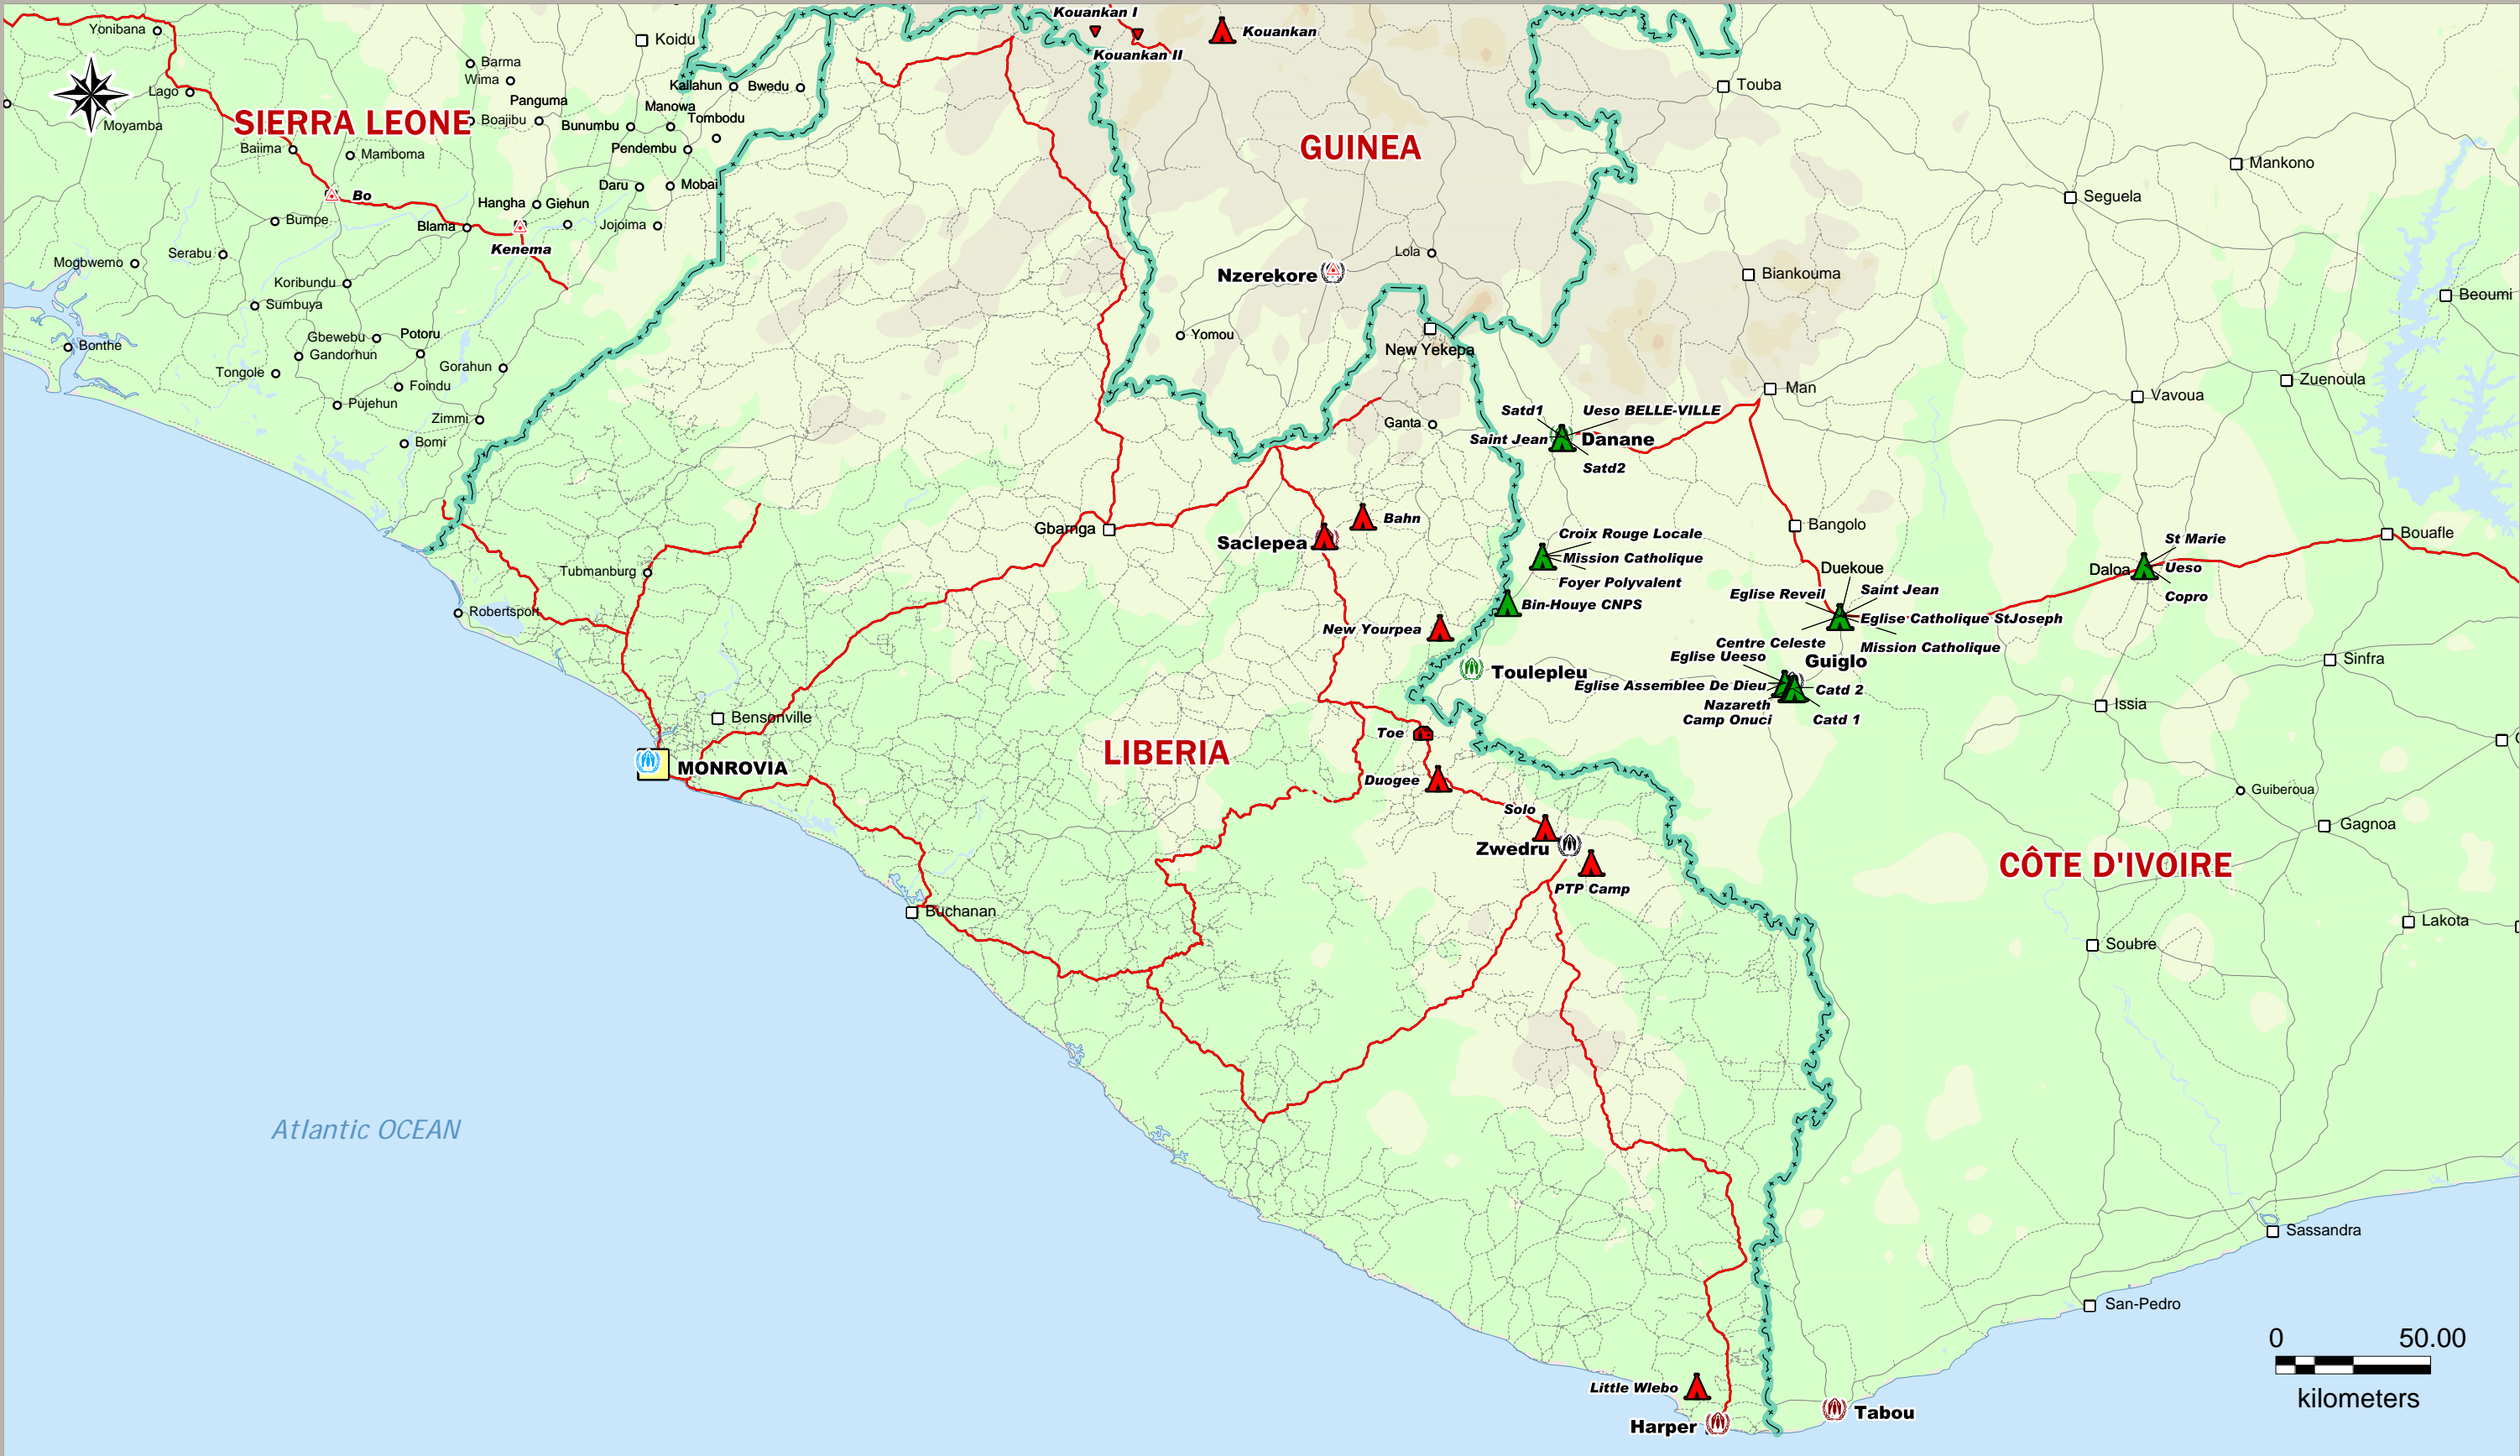 Kouankan I
Kouankan
Kouankan II
Yonibana
Koidu
Barma
Wima
Kailahun
Bwedu
Touba
Lago
Panguma
Manowa
Moyamba
SIERRA LEONE
Boajibu
Bunumbu
Tombodu
GUINEA
Baiima
Mamboma
Pendembu
Mankono
Daru
Mobai
Seguela
Bo
Hangha
Giehun
Bumpe
Blama
Jojoima
Kenema
Serabu
Lola
Mogbwemo
Nzerekore
Biankouma
Koribundu
Beoumi
Sumbuya
Gbewebu
Potoru
Yomou
Bonthe
Gandorhun
New Yekepa
Tongole
Gorahun
Foindu
Zuenoula
Man
Vavoua
Pujehun
Zimmi
Satd1
Ueso BELLE-VILLE
Ganta
Bomi
Saint Jean
Danane
Satd2
Bahn
Gbarnga
Bangolo
Croix Rouge Locale
Bouafle
Saclepea
St Marie
Mission Catholique
Tubmanburg
Duekoue
Daloa
Ueso
Foyer Polyvalent
Eglise Reveil
Saint Jean
Copro
Robertsport
Bin-Houye CNPS
Eglise Catholique StJoseph
New Yourpea
Centre Celeste
Mission Catholique
Eglise Ueeso
Guiglo
Sinfra
Toulepleu
Eglise Assemblee De Dieu
Catd 2
Nazareth
Issia
Bensonville
Camp Onuci
Catd 1
Toe
LIBERIA
MONROVIA
Duogee
Guiberoua
Solo
Gagnoa
Zwedru
CÔTE D'IVOIRE
PTP Camp
Buchanan
Lakota
Soubre
Atlantic OCEAN
Sassandra
San-Pedro
0 50.00
kilometers
Little Wlebo
Harper
Tabou